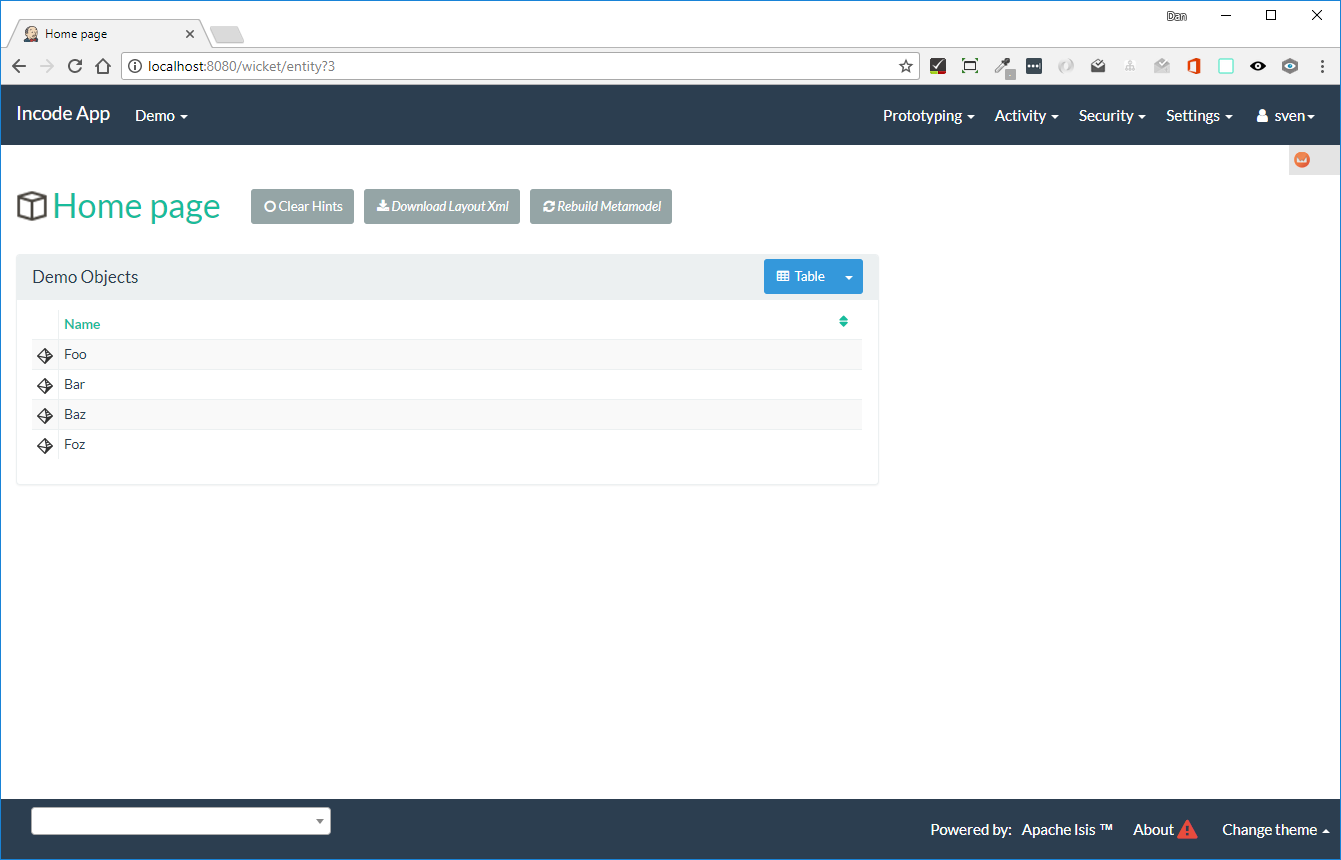 Dan
Home page
localhost:8080/wicket/entity?3
Incode App Demo Prototyping Activity Security Settings sven
Home page Clear Hints Download Layout Xml Rebuild Metamodel
Demo Objects Table
Name
Foo
Bar
Baz
Foz
Powered by: Apache Isis ™ About Change theme